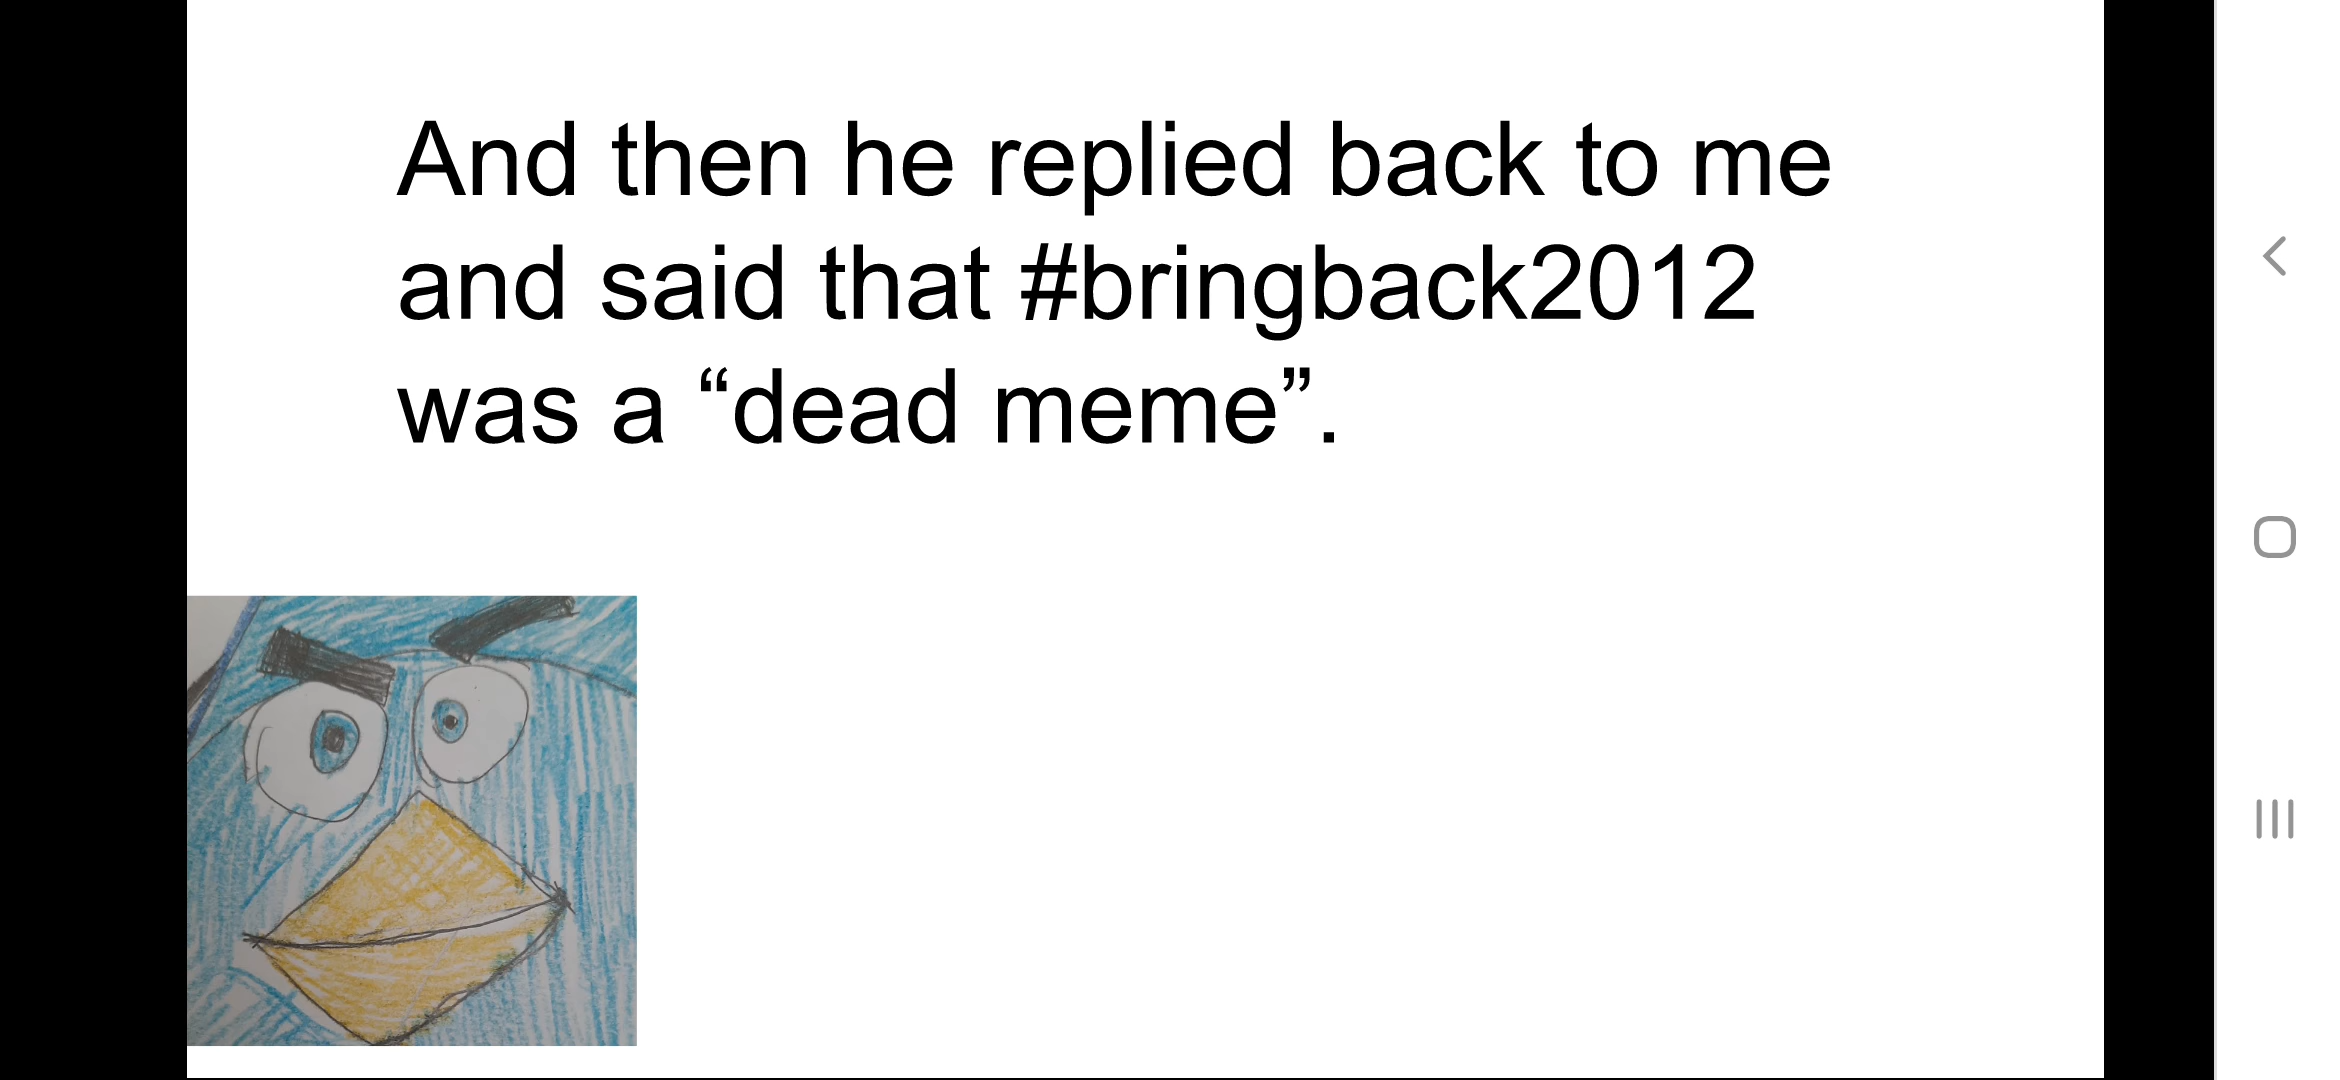 And then he replied back to me
and said that #bringback2012
was a “dead meme”.